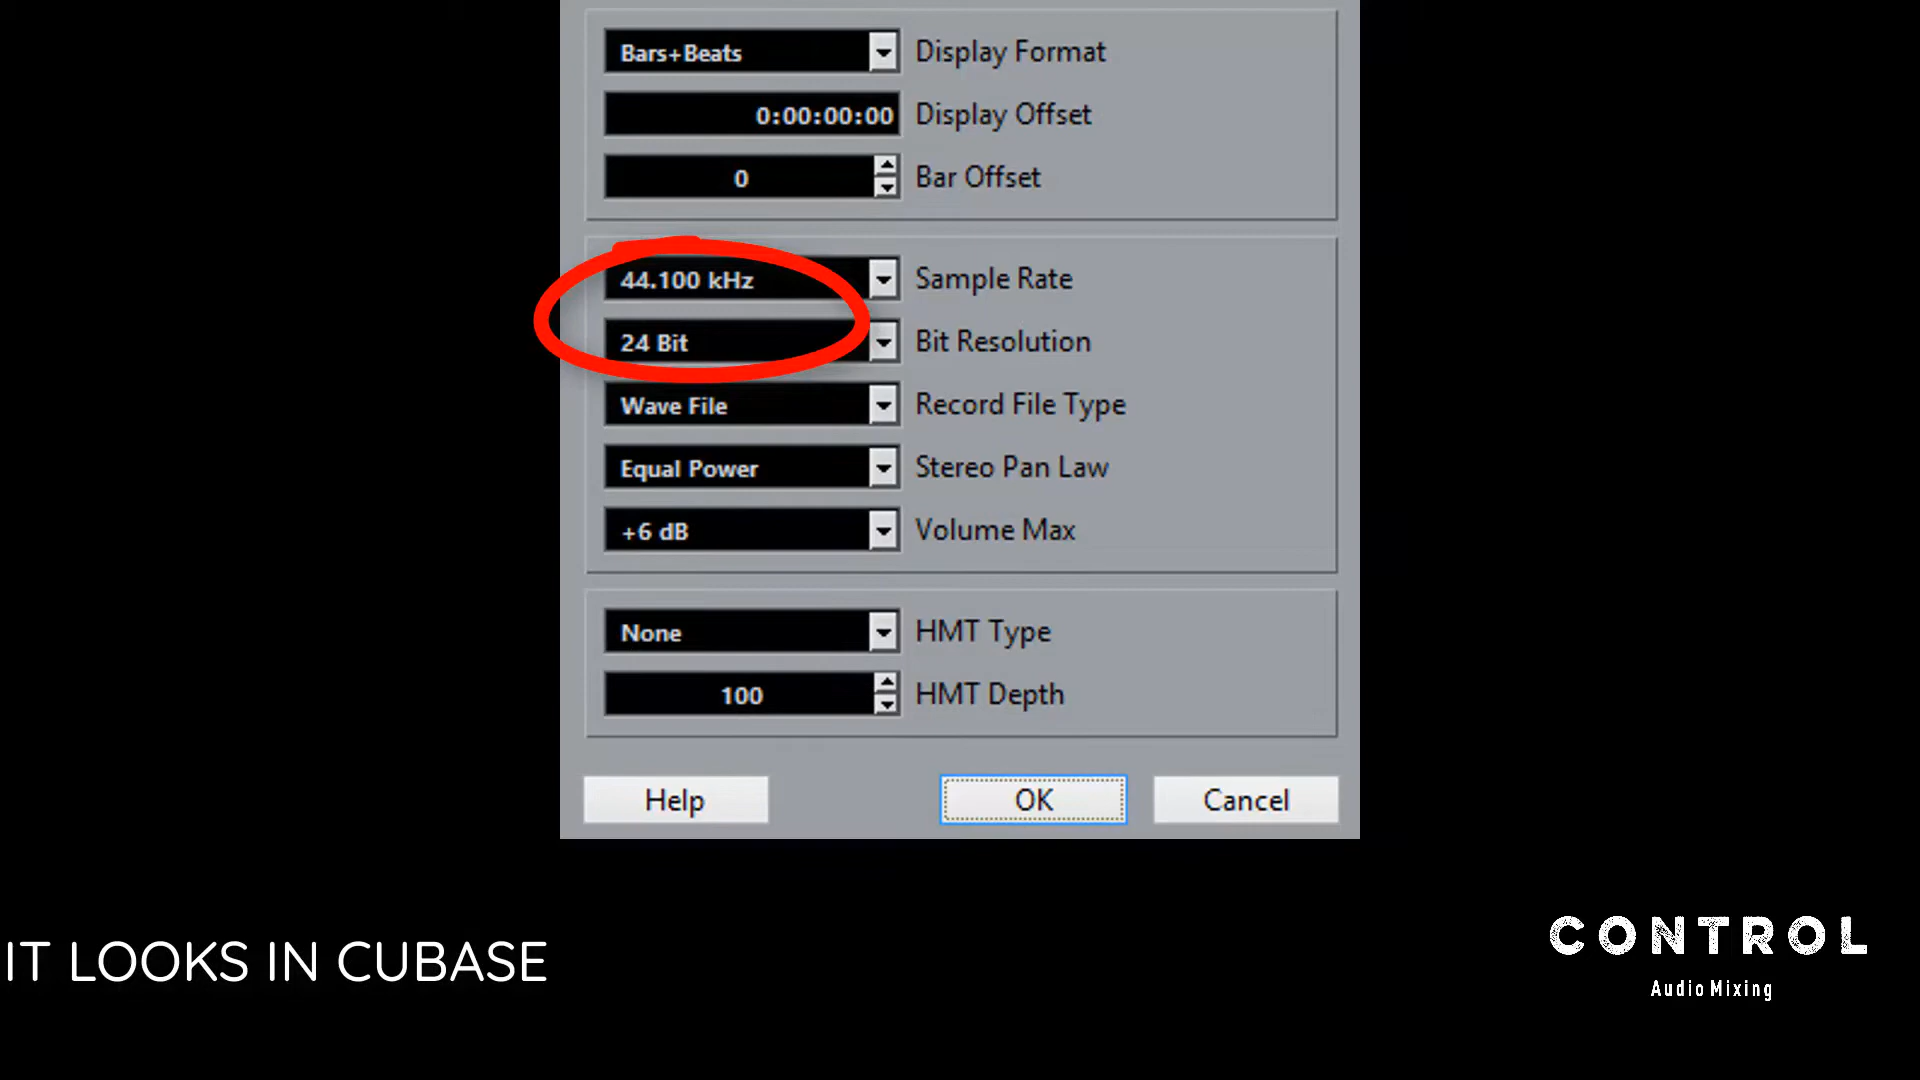 Bars+Beats Display Format
0:00:00:00 Display Offset
0 Bar Offset
44.100 kHz Sample Rate
24 Bit Bit Resolution
Wave File Record File Type
Equal Power Stereo Pan Law
+6 dB Volume Max
None HMT Type
100 HMT Depth
Help OK Cancel
IT LOOKS IN CUBASE
CONTROL
Audio Mixing